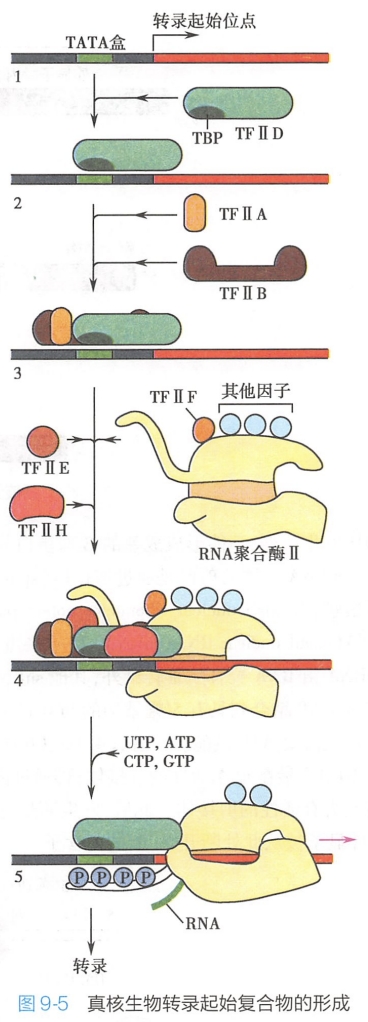 转录起始位点
TATA盒
1
TBP TFⅡD
2
TFⅡA
TFⅡB
3
TFⅡF
其他因子
TFⅡE
TFⅡH
RNA聚合酶Ⅱ
4
UTP, ATP
CTP, GTP
5
P P P P
RNA
转录
图 9-5 真核生物转录起始复合物的形成